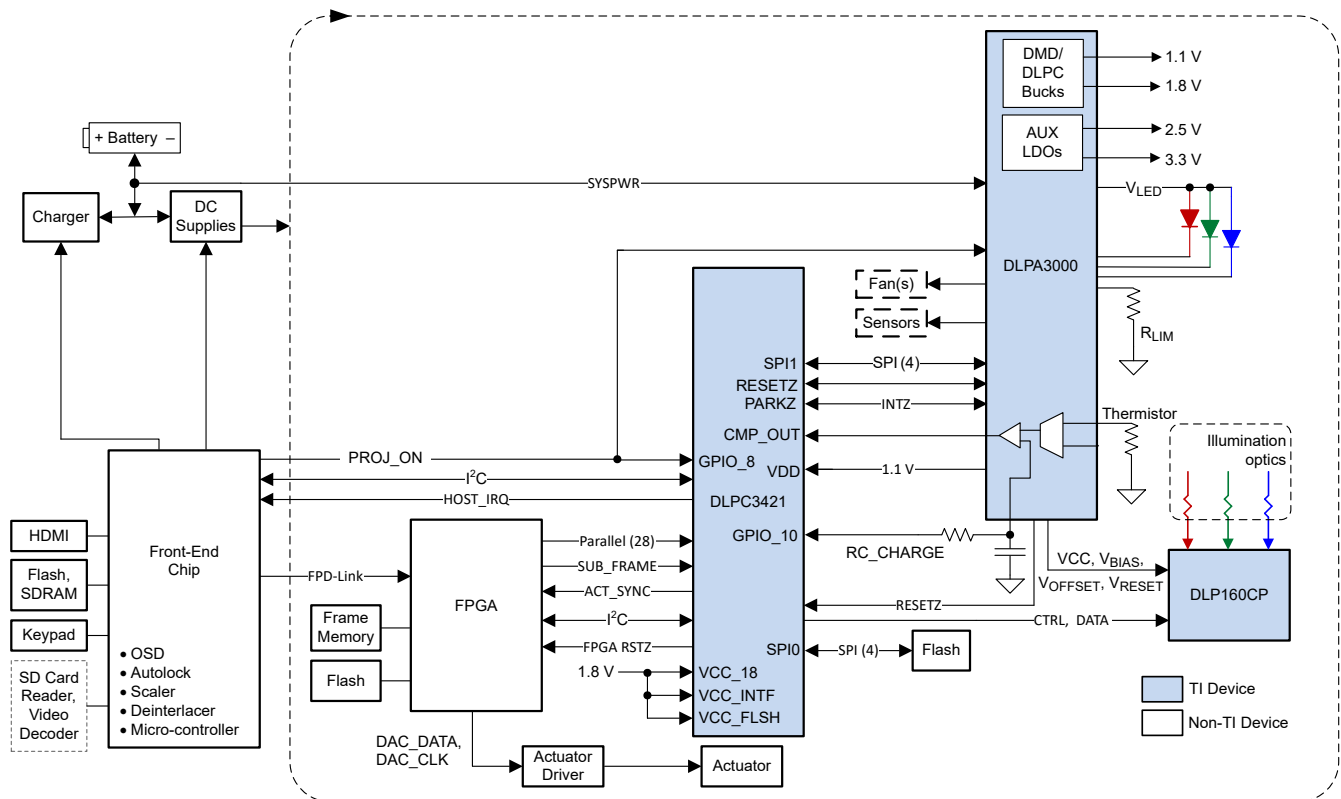 + Battery –
Charger
DC
Supplies
SYSPWR
DMD/
DLPC
Bucks
AUX
LDOs
1.1 V
1.8 V
2.5 V
3.3 V
VLED
DLPA3000
Fan(s)
Sensors
RLIM
Thermistor
Illumination
optics
SPI1
RESETZ
PARKZ
CMP_OUT
GPIO_8
VDD
DLPC3421
GPIO_10
SPI0
VCC_18
VCC_INTF
VCC_FLSH
SPI (4)
INTZ
1.1 V
RC_CHARGE
VCC, VBIAS,
VOFFSET, VRESET
DLP160CP
RESETZ
CTRL, DATA
SPI (4)
Flash
PROJ_ON
I2C
HOST_IRQ
HDMI
Flash,
SDRAM
Keypad
SD Card
Reader,
Video
Decoder
Front-End
Chip
• OSD
• Autolock
• Scaler
• Deinterlacer
• Micro-controller
FPD-Link
FPGA
Frame
Memory
Flash
Parallel (28)
SUB_FRAME
ACT_SYNC
I2C
FPGA RSTZ
1.8 V
DAC_DATA,
DAC_CLK
Actuator
Driver
Actuator
TI Device
Non-TI Device